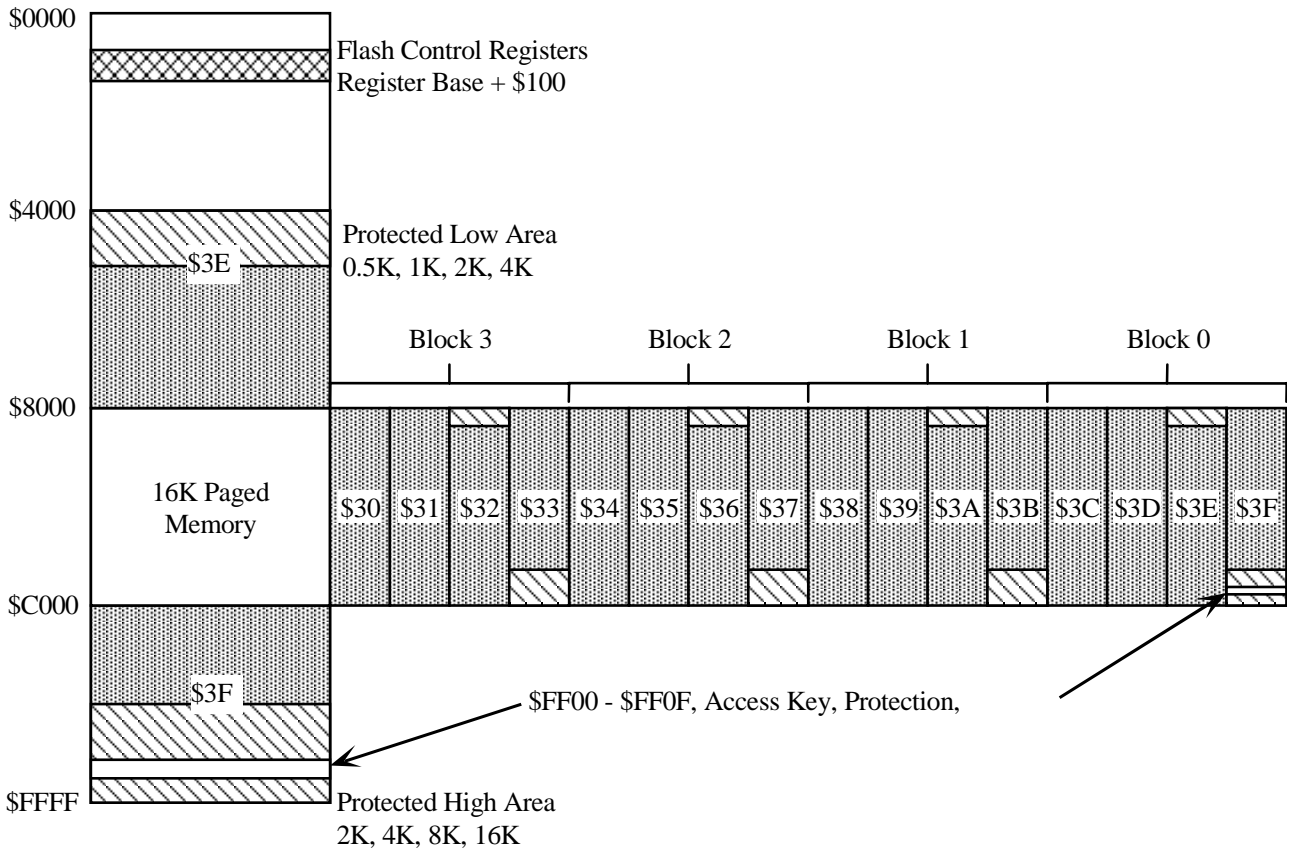 $0000
Flash Control Registers
Register Base + $100
$4000
Protected Low Area
0.5K, 1K, 2K, 4K
$3E
Block 3
Block 2
Block 1
Block 0
$8000
16K Paged
Memory
$30
$31
$32
$33
$34
$35
$36
$37
$38
$39
$3A
$3B
$3C
$3D
$3E
$3F
$C000
$3F
$FF00 - $FF0F, Access Key, Protection,
$FFFF
Protected High Area
2K, 4K, 8K, 16K